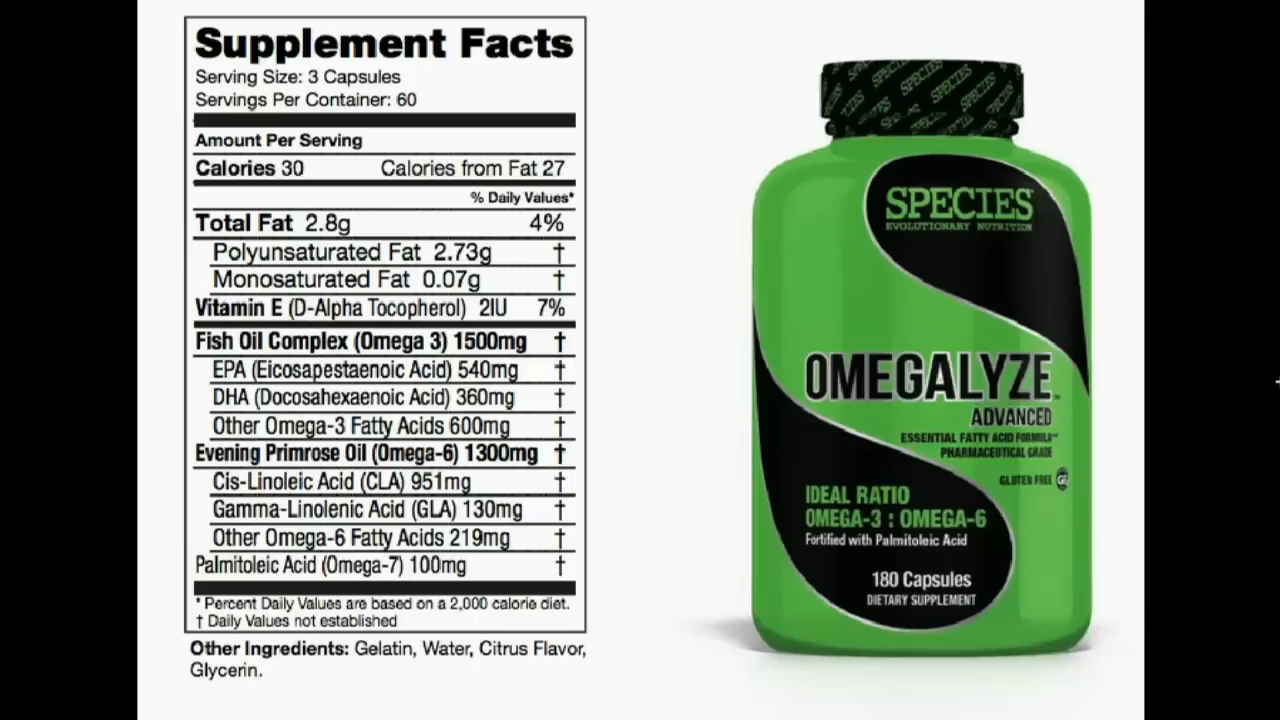 Supplement Facts
Serving Size: 3 Capsules
Servings Per Container: 60
Amount Per Serving
Calories 30 Calories from Fat 27
% Daily Values*
Total Fat 2.8g 4%
Polyunsaturated Fat 2.73g †
Monosaturated Fat 0.07g †
Vitamin E (D-Alpha Tocopherol) 2IU 7%
Fish Oil Complex (Omega 3) 1500mg †
EPA (Eicosapestaenoic Acid) 540mg †
DHA (Docosahexaenoic Acid) 360mg †
Other Omega-3 Fatty Acids 600mg †
Evening Primrose Oil (Omega-6) 1300mg †
Cis-Linoleic Acid (CLA) 951mg †
Gamma-Linolenic Acid (GLA) 130mg †
Other Omega-6 Fatty Acids 219mg †
Palmitoleic Acid (Omega-7) 100mg †
* Percent Daily Values are based on a 2,000 calorie diet.
† Daily Values not established
Other Ingredients: Gelatin, Water, Citrus Flavor,
Glycerin.
SPECIES SPECIES SPECIES
SPECIES
EVOLUTIONARY NUTRITION
OMEGALYZE
ADVANCED
ESSENTIAL FATTY ACID FORMULA
PHARMACEUTICAL GRADE
GLUTEN FREE GF
IDEAL RATIO
OMEGA-3 : OMEGA-6
Fortified with Palmitoleic Acid
180 Capsules
DIETARY SUPPLEMENT